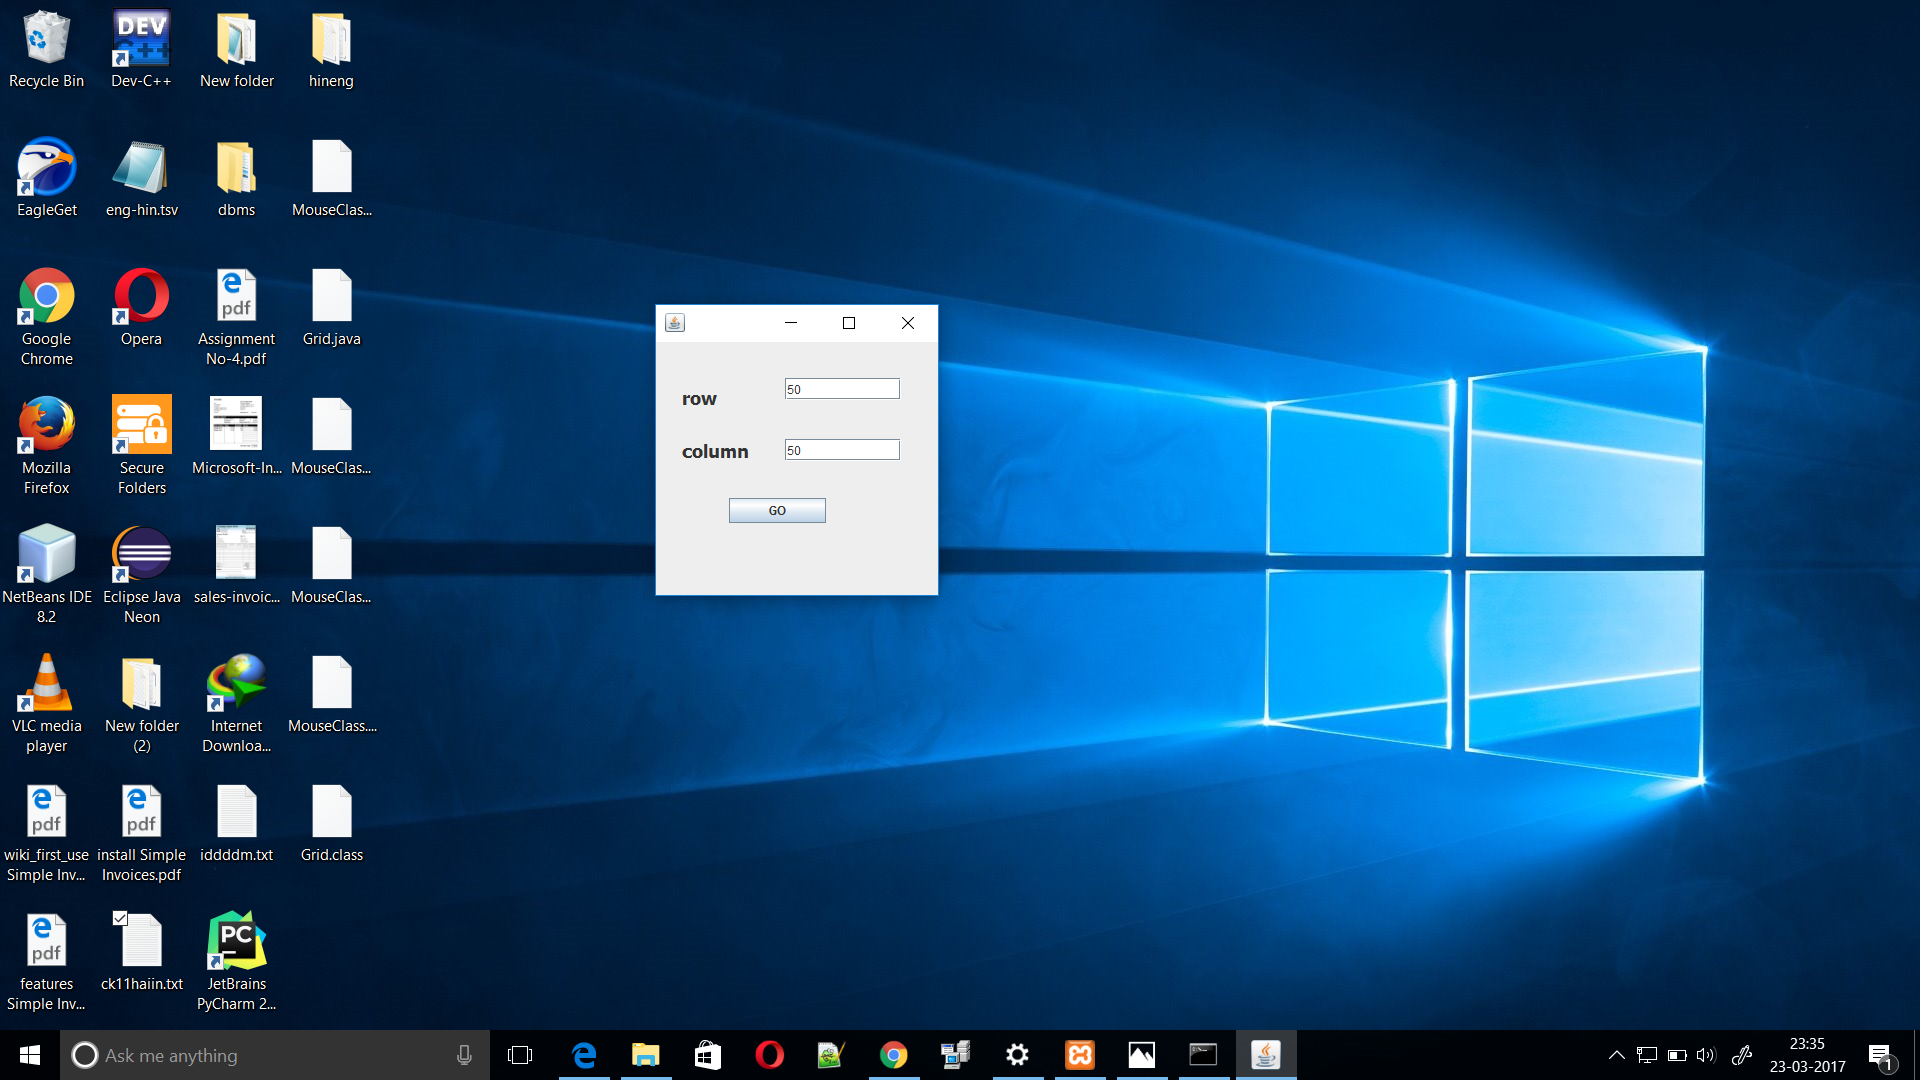 Recycle Bin
DEV
C++
Dev-C++
New folder
hineng
EagleGet
eng-hin.tsv
dbms
MouseClas...
Google
Chrome
Opera
pdf
Assignment
No-4.pdf
Grid.java
Mozilla
Firefox
Secure
Folders
Microsoft-In...
MouseClas...
NetBeans IDE
8.2
Eclipse Java
Neon
sales-invoic...
MouseClas...
VLC media
player
New folder
(2)
Internet
Downloa...
MouseClass....
pdf
wiki_first_use
Simple Inv...
pdf
install Simple
Invoices.pdf
iddddm.txt
Grid.class
pdf
features
Simple Inv...
ck11haiin.txt
PC
JetBrains
PyCharm 2...
row
50
column
50
GO
Ask me anything
23:35
23-03-2017
1